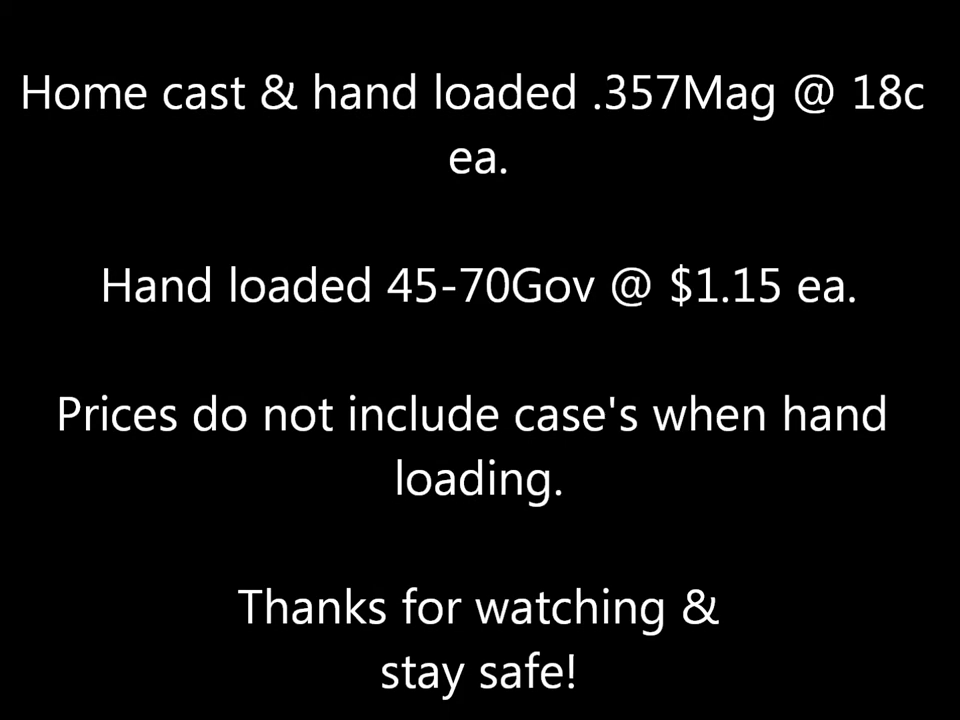 Home cast & hand loaded .357Mag @ 18c
ea.
Hand loaded 45-70Gov @ $1.15 ea.
Prices do not include case's when hand
loading.
Thanks for watching &
stay safe!